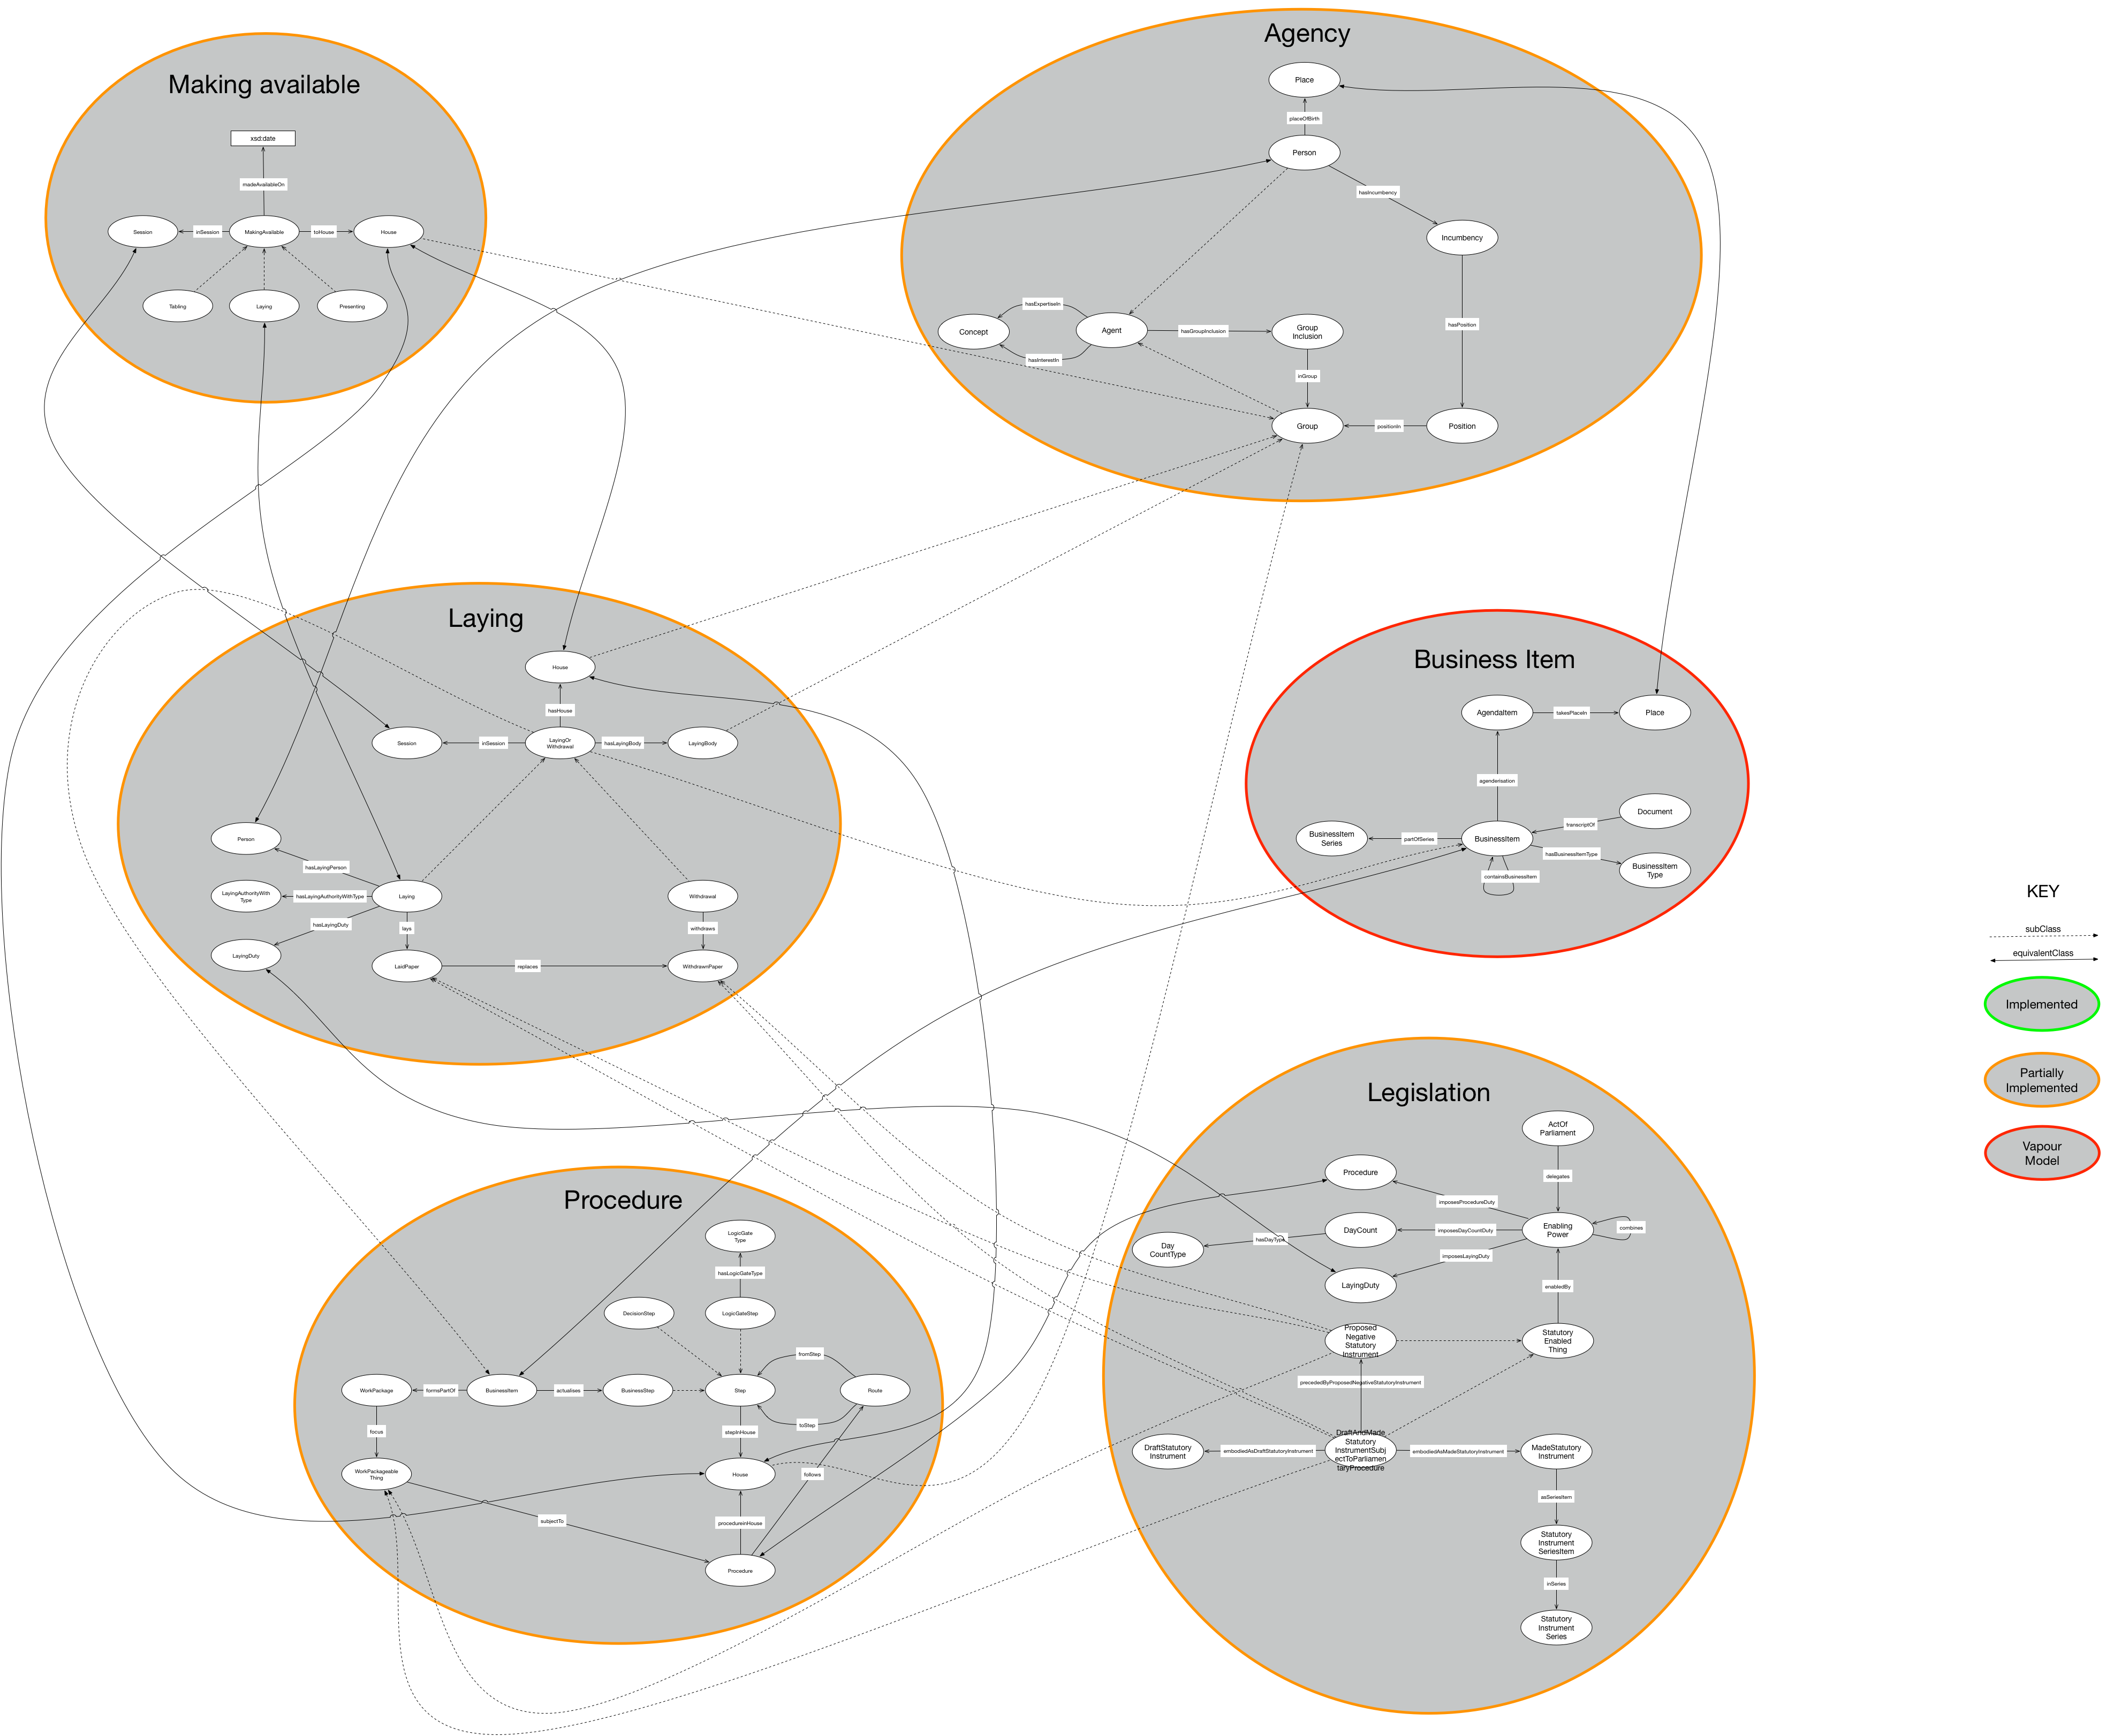 Making available
xsd:date
madeAvailableOn
Session
inSession
MakingAvailable
toHouse
House
Tabling
Laying
Presenting
Agency
Place
placeOfBirth
Person
hasIncumbency
Incumbency
hasExpertiseIn
Concept
Agent
hasGroupInclusion
Group
Inclusion
hasPosition
hasInterestIn
inGroup
Group
positionIn
Position
Laying
House
hasHouse
Session
inSession
LayingOr
Withdrawal
hasLayingBody
LayingBody
Person
hasLayingPerson
LayingAuthorityWith
Type
hasLayingAuthorityWithType
Laying
Withdrawal
hasLayingDuty
lays
withdraws
LayingDuty
LaidPaper
replaces
WithdrawnPaper
Business Item
AgendaItem
takesPlaceIn
Place
agenderisation
Document
transcriptOf
BusinessItem
Series
partOfSeries
BusinessItem
hasBusinessItemType
BusinessItem
Type
containsBusinessItem
KEY
subClass
equivalentClass
Implemented
Partially
Implemented
Vapour
Model
Procedure
LogicGate
Type
hasLogicGateType
DecisionStep
LogicGateStep
fromStep
WorkPackage
formsPartOf
BusinessItem
actualises
BusinessStep
Step
Route
focus
stepInHouse
toStep
WorkPackageable
Thing
House
follows
subjectTo
procedureinHouse
Procedure
Legislation
ActOf
Parliament
Procedure
delegates
imposesProcedureDuty
DayCount
imposesDayCountDuty
Enabling
Power
combines
Day
CountType
hasDayType
imposesLayingDuty
LayingDuty
enabledBy
Proposed
Negative
Statutory
Instrument
Statutory
Enabled
Thing
precededByProposedNegativeStatutoryInstrument
DraftStatutory
Instrument
embodiedAsDraftStatutoryInstrument
DraftAndMade
Statutory
InstrumentSubj
ectToParliamen
taryProcedure
embodiedAsMadeStatutoryInstrument
MadeStatutory
Instrument
asSeriesItem
Statutory
Instrument
SeriesItem
inSeries
Statutory
Instrument
Series